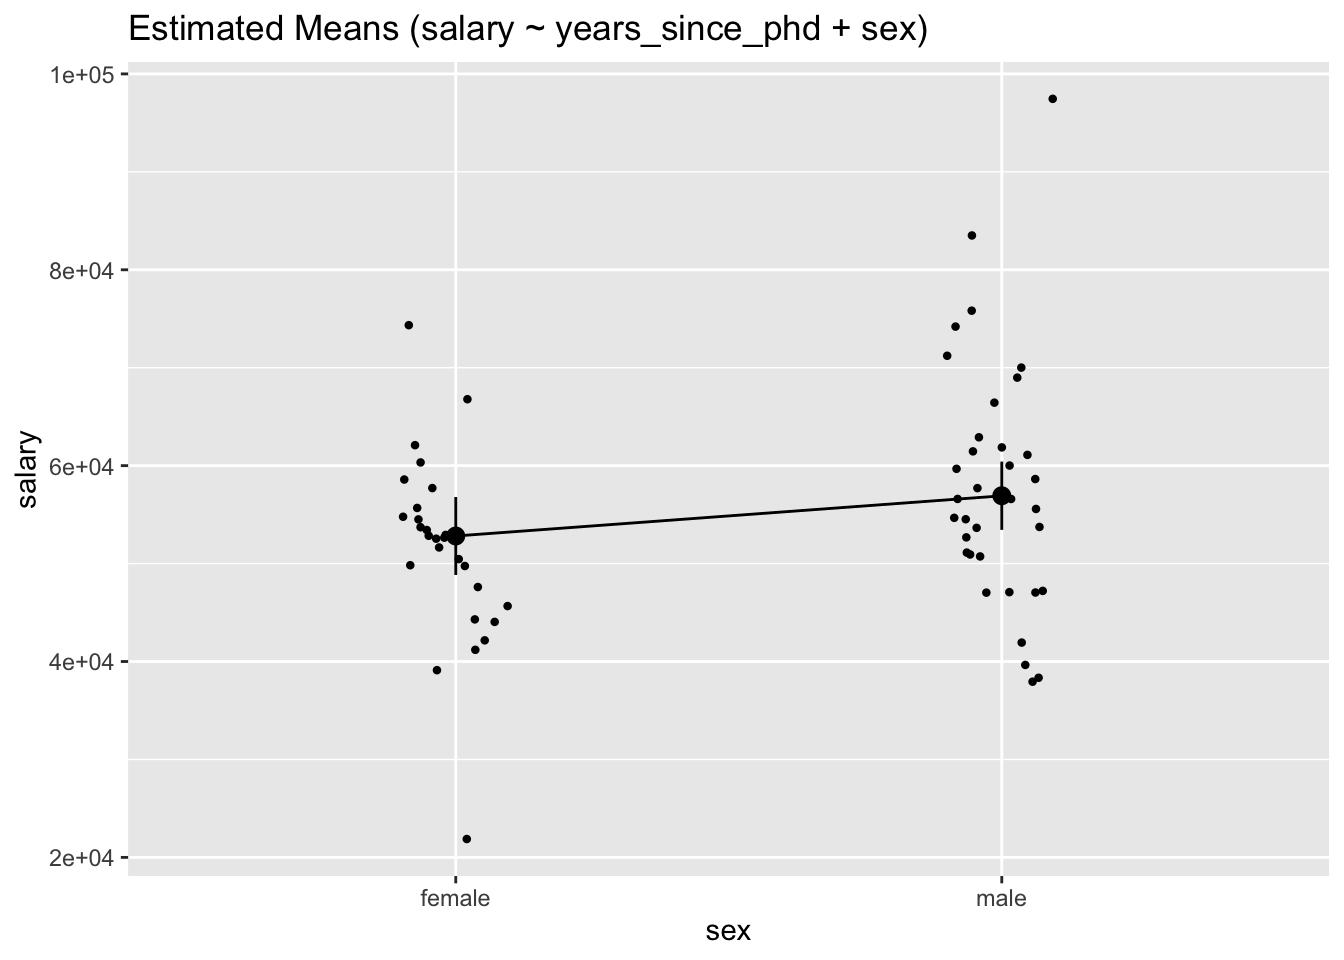 Estimated Means (salary ~ years_since_phd + sex)
1e+05
8e+04
6e+04
4e+04
2e+04
salary
female
male
sex